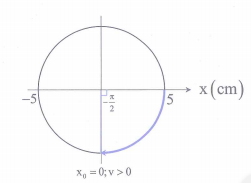 x (cm)
−5
−π/2
5
x₀ = 0; v > 0